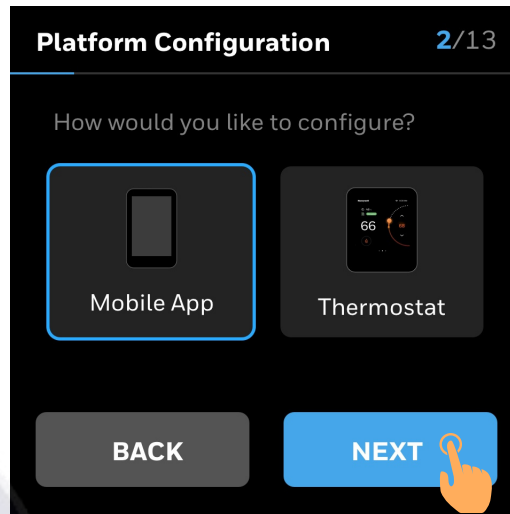 Platform Configuration 2/13
How would you like to configure?
66
Mobile App
Thermostat
BACK
NEXT